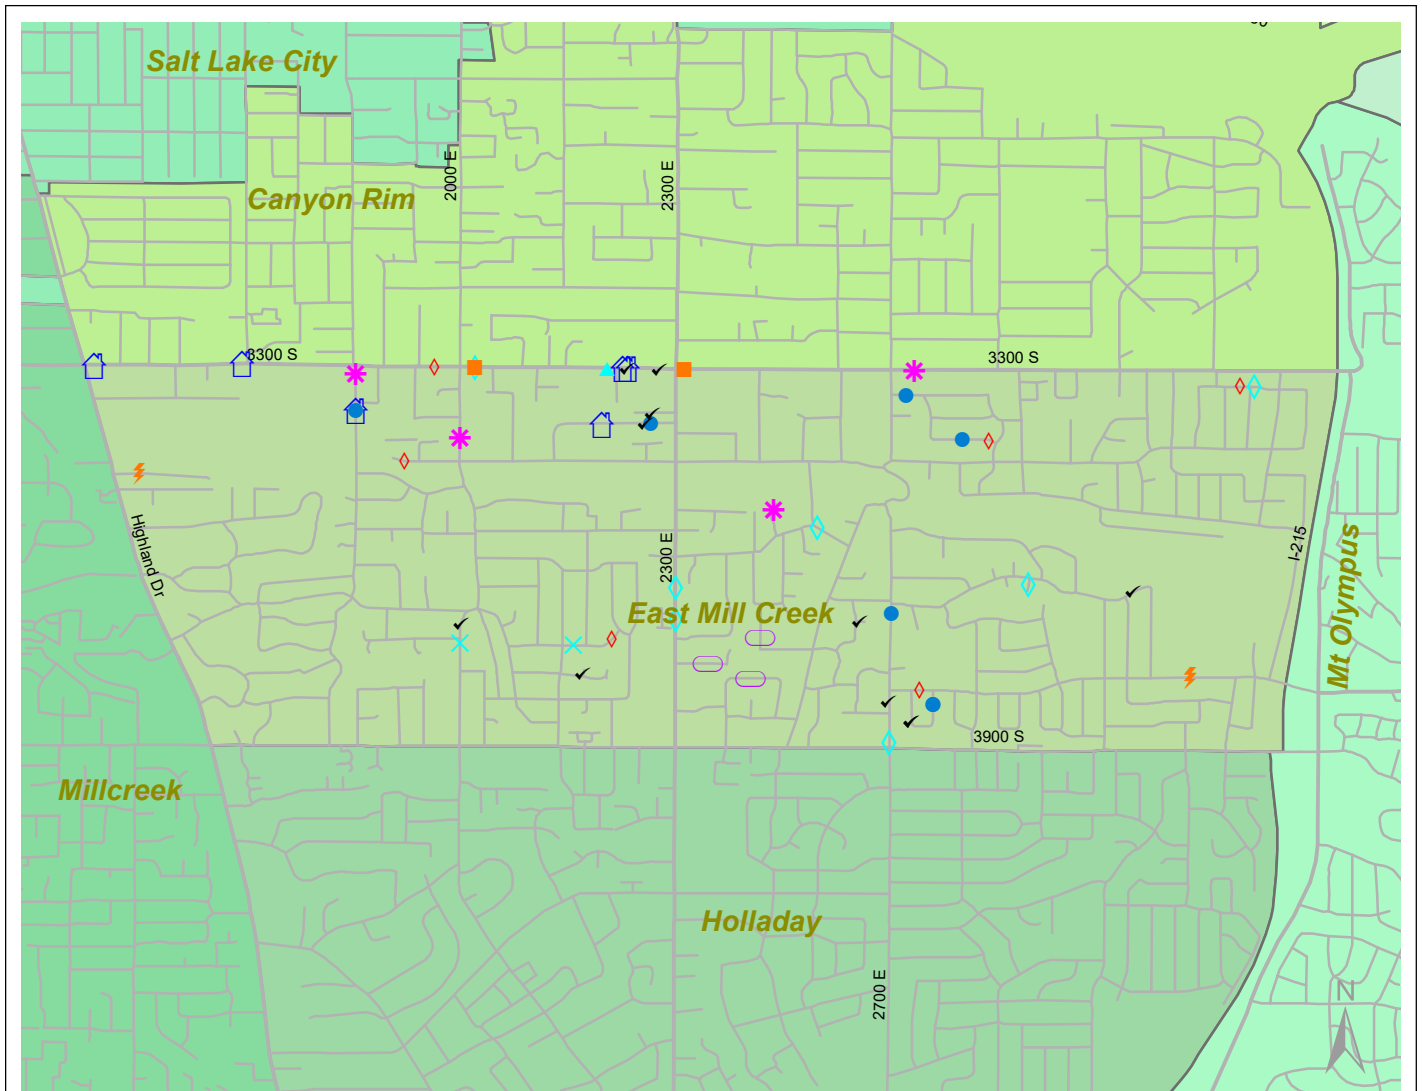 Salt Lake City
Canyon Rim
2000 E
2300 E
3300 S
3300 S
Highland Dr
2300 E
I-215
Mt Olympus
East Mill Creek
3900 S
Millcreek
Holladay
2700 E
N